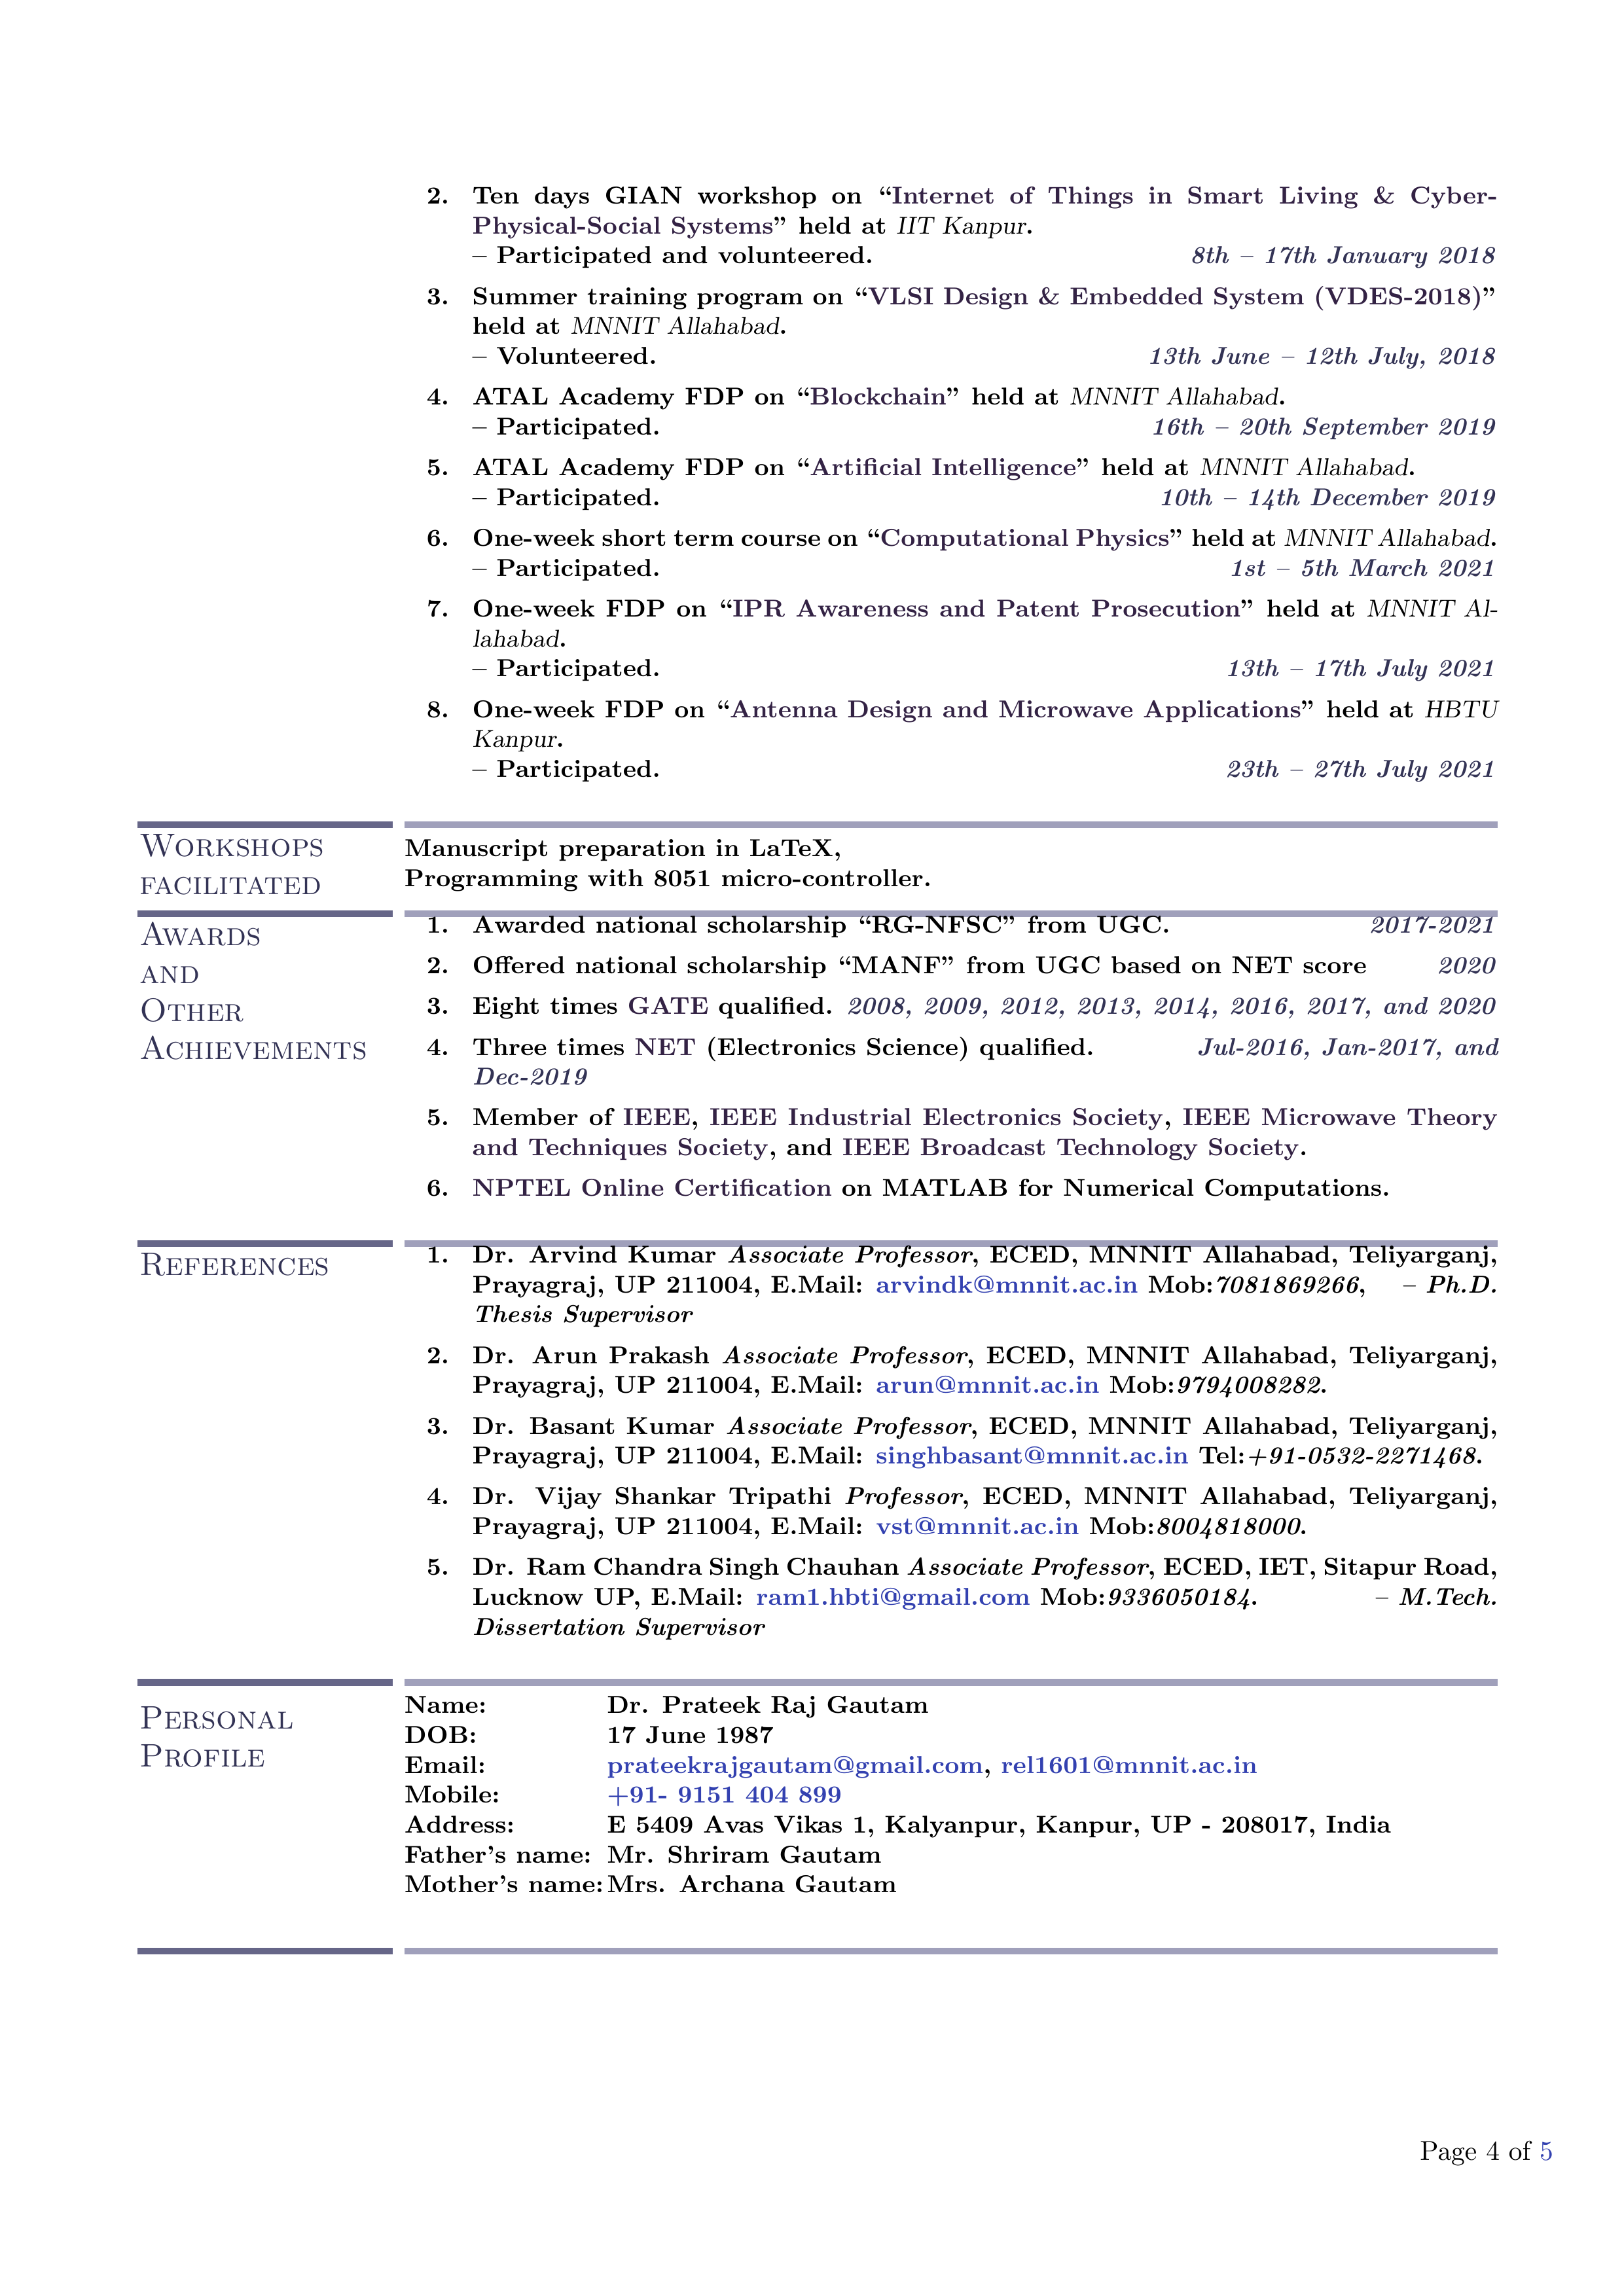 2. Ten days GIAN workshop on “Internet of Things in Smart Living & Cyber-
Physical-Social Systems” held at IIT Kanpur.
– Participated and volunteered. 8th – 17th January 2018
3. Summer training program on “VLSI Design & Embedded System (VDES-2018)”
held at MNNIT Allahabad.
– Volunteered. 13th June – 12th July, 2018
4. ATAL Academy FDP on “Blockchain” held at MNNIT Allahabad.
– Participated. 16th – 20th September 2019
5. ATAL Academy FDP on “Artificial Intelligence” held at MNNIT Allahabad.
– Participated. 10th – 14th December 2019
6. One-week short term course on “Computational Physics” held at MNNIT Allahabad.
– Participated. 1st – 5th March 2021
7. One-week FDP on “IPR Awareness and Patent Prosecution” held at MNNIT Al-
lahabad.
– Participated. 13th – 17th July 2021
8. One-week FDP on “Antenna Design and Microwave Applications” held at HBTU
Kanpur.
– Participated. 23th – 27th July 2021
Workshops
facilitated
Manuscript preparation in LaTeX,
Programming with 8051 micro-controller.
Awards
and
Other
Achievements
1. Awarded national scholarship “RG-NFSC” from UGC. 2017-2021
2. Offered national scholarship “MANF” from UGC based on NET score 2020
3. Eight times GATE qualified. 2008, 2009, 2012, 2013, 2014, 2016, 2017, and 2020
4. Three times NET (Electronics Science) qualified. Jul-2016, Jan-2017, and
Dec-2019
5. Member of IEEE, IEEE Industrial Electronics Society, IEEE Microwave Theory
and Techniques Society, and IEEE Broadcast Technology Society.
6. NPTEL Online Certification on MATLAB for Numerical Computations.
References
1. Dr. Arvind Kumar Associate Professor, ECED, MNNIT Allahabad, Teliyarganj,
Prayagraj, UP 211004, E.Mail: arvindk@mnnit.ac.in Mob:7081869266, – Ph.D.
Thesis Supervisor
2. Dr. Arun Prakash Associate Professor, ECED, MNNIT Allahabad, Teliyarganj,
Prayagraj, UP 211004, E.Mail: arun@mnnit.ac.in Mob:9794008282.
3. Dr. Basant Kumar Associate Professor, ECED, MNNIT Allahabad, Teliyarganj,
Prayagraj, UP 211004, E.Mail: singhbasant@mnnit.ac.in Tel:+91-0532-2271468.
4. Dr. Vijay Shankar Tripathi Professor, ECED, MNNIT Allahabad, Teliyarganj,
Prayagraj, UP 211004, E.Mail: vst@mnnit.ac.in Mob:8004818000.
5. Dr. Ram Chandra Singh Chauhan Associate Professor, ECED, IET, Sitapur Road,
Lucknow UP, E.Mail: ram1.hbti@gmail.com Mob:9336050184. – M.Tech.
Dissertation Supervisor
Personal
Profile
Name: Dr. Prateek Raj Gautam
DOB: 17 June 1987
Email: prateekrajgautam@gmail.com, rel1601@mnnit.ac.in
Mobile: +91- 9151 404 899
Address: E 5409 Avas Vikas 1, Kalyanpur, Kanpur, UP - 208017, India
Father’s name: Mr. Shriram Gautam
Mother’s name: Mrs. Archana Gautam
Page 4 of 5